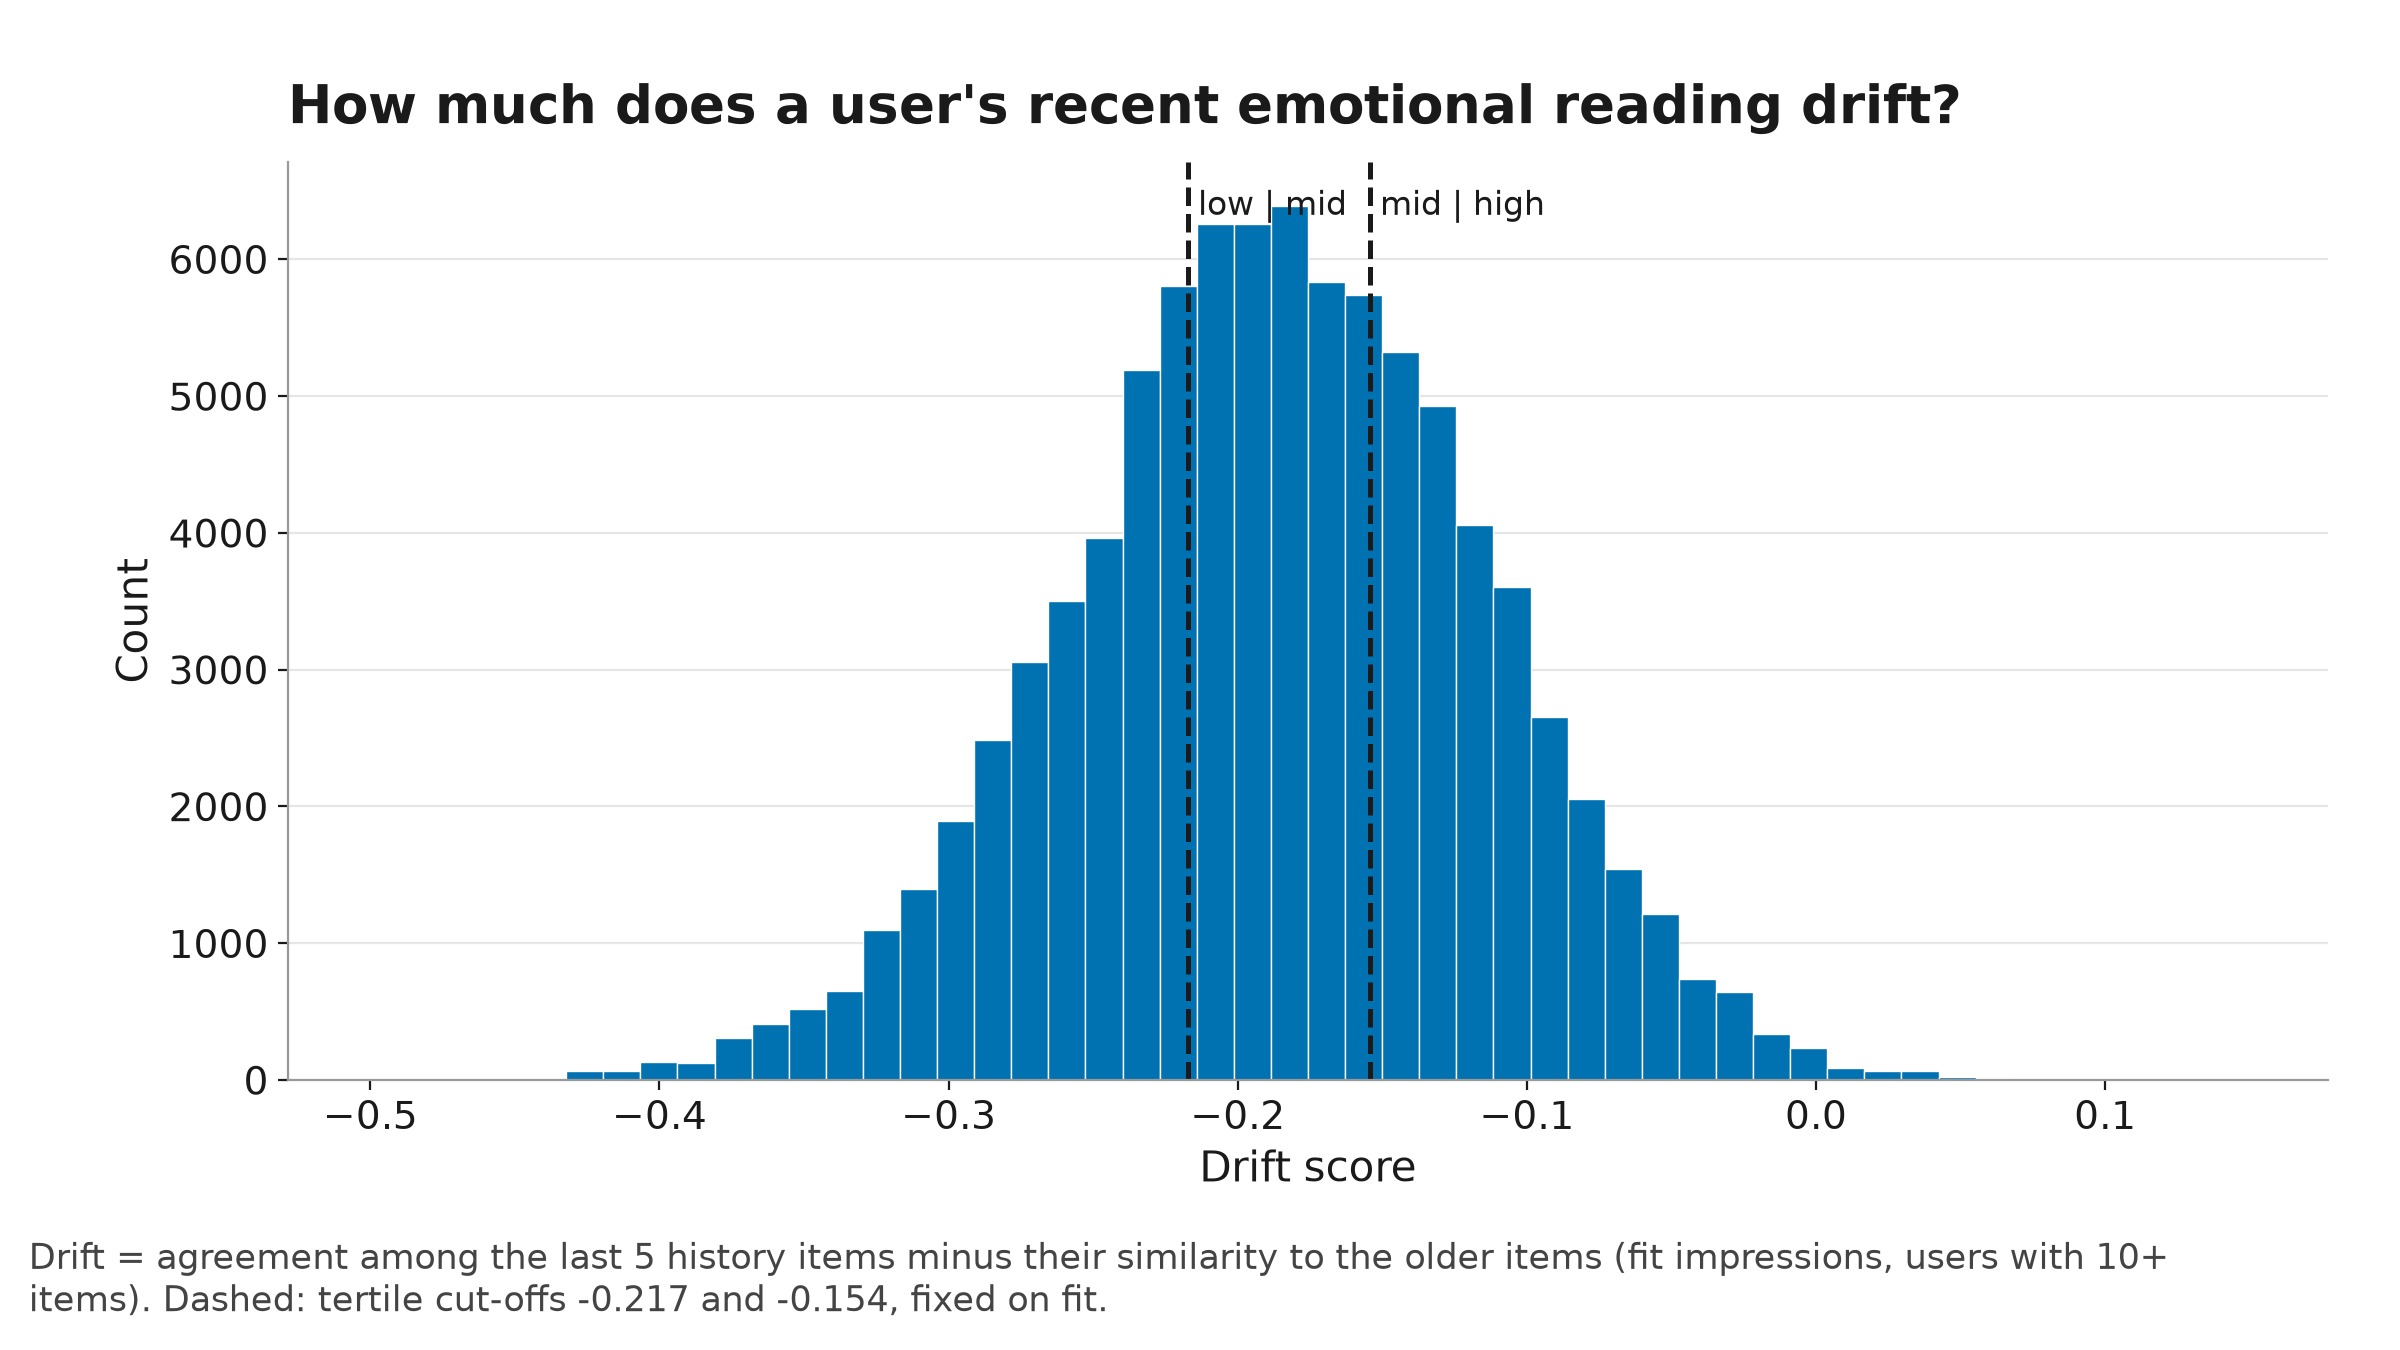 How much does a user's recent emotional reading drift?
low | mid
mid | high
6000
5000
4000
3000
2000
1000
0
Count
−0.5
−0.4
−0.3
−0.2
−0.1
0.0
0.1
Drift score
Drift = agreement among the last 5 history items minus their similarity to the older items (fit impressions, users with 10+
items). Dashed: tertile cut-offs -0.217 and -0.154, fixed on fit.